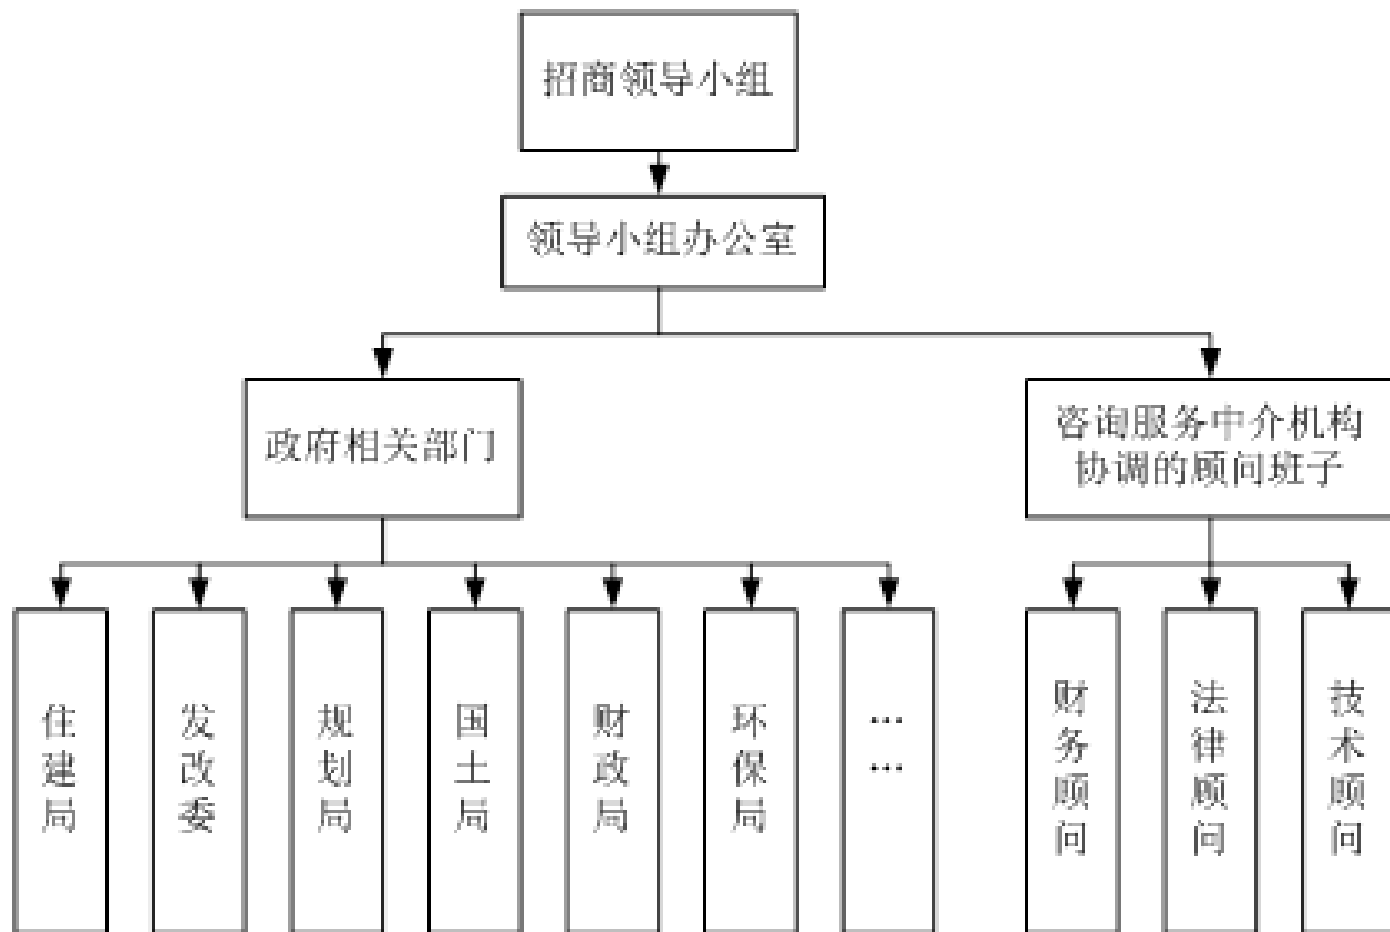 招商领导小组
领导小组办公室
政府相关部门
咨询服务中介机构
协调的顾问班子
住建局
发改委
规划局
国土局
财政局
环保局
……
财务顾问
法律顾问
技术顾问